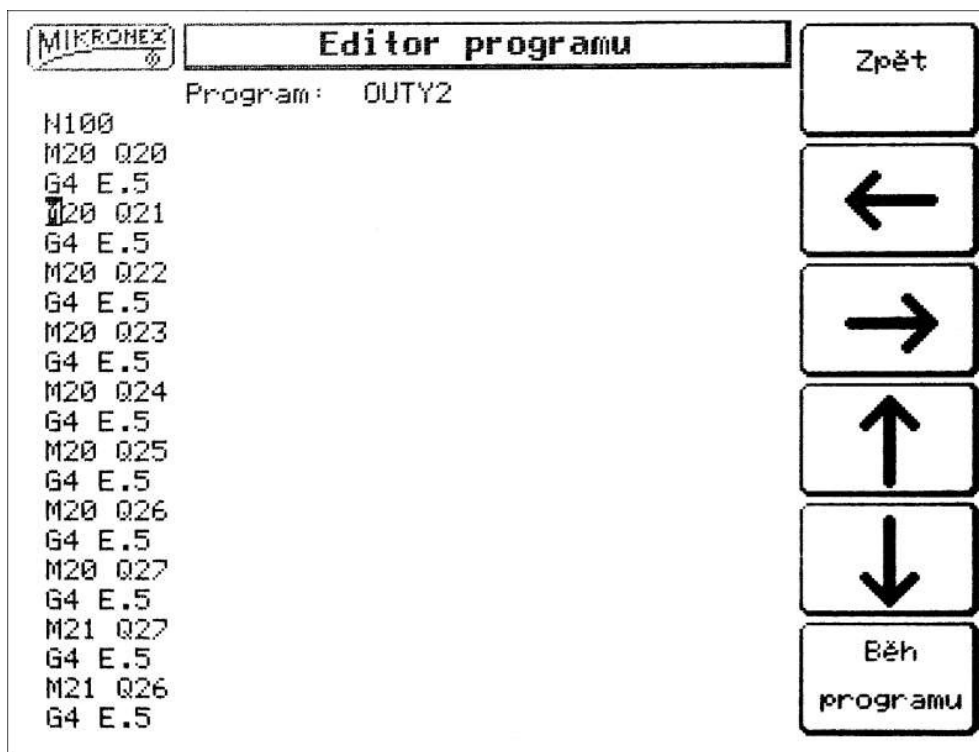 MIKRONEX
®
Editor programu
Program: OUTY2
N100
M20 Q20
G4 E.5
M20 Q21
G4 E.5
M20 Q22
G4 E.5
M20 Q23
G4 E.5
M20 Q24
G4 E.5
M20 Q25
G4 E.5
M20 Q26
G4 E.5
M20 Q27
G4 E.5
M21 Q27
G4 E.5
M21 Q26
G4 E.5
Zpět
Běh
programu